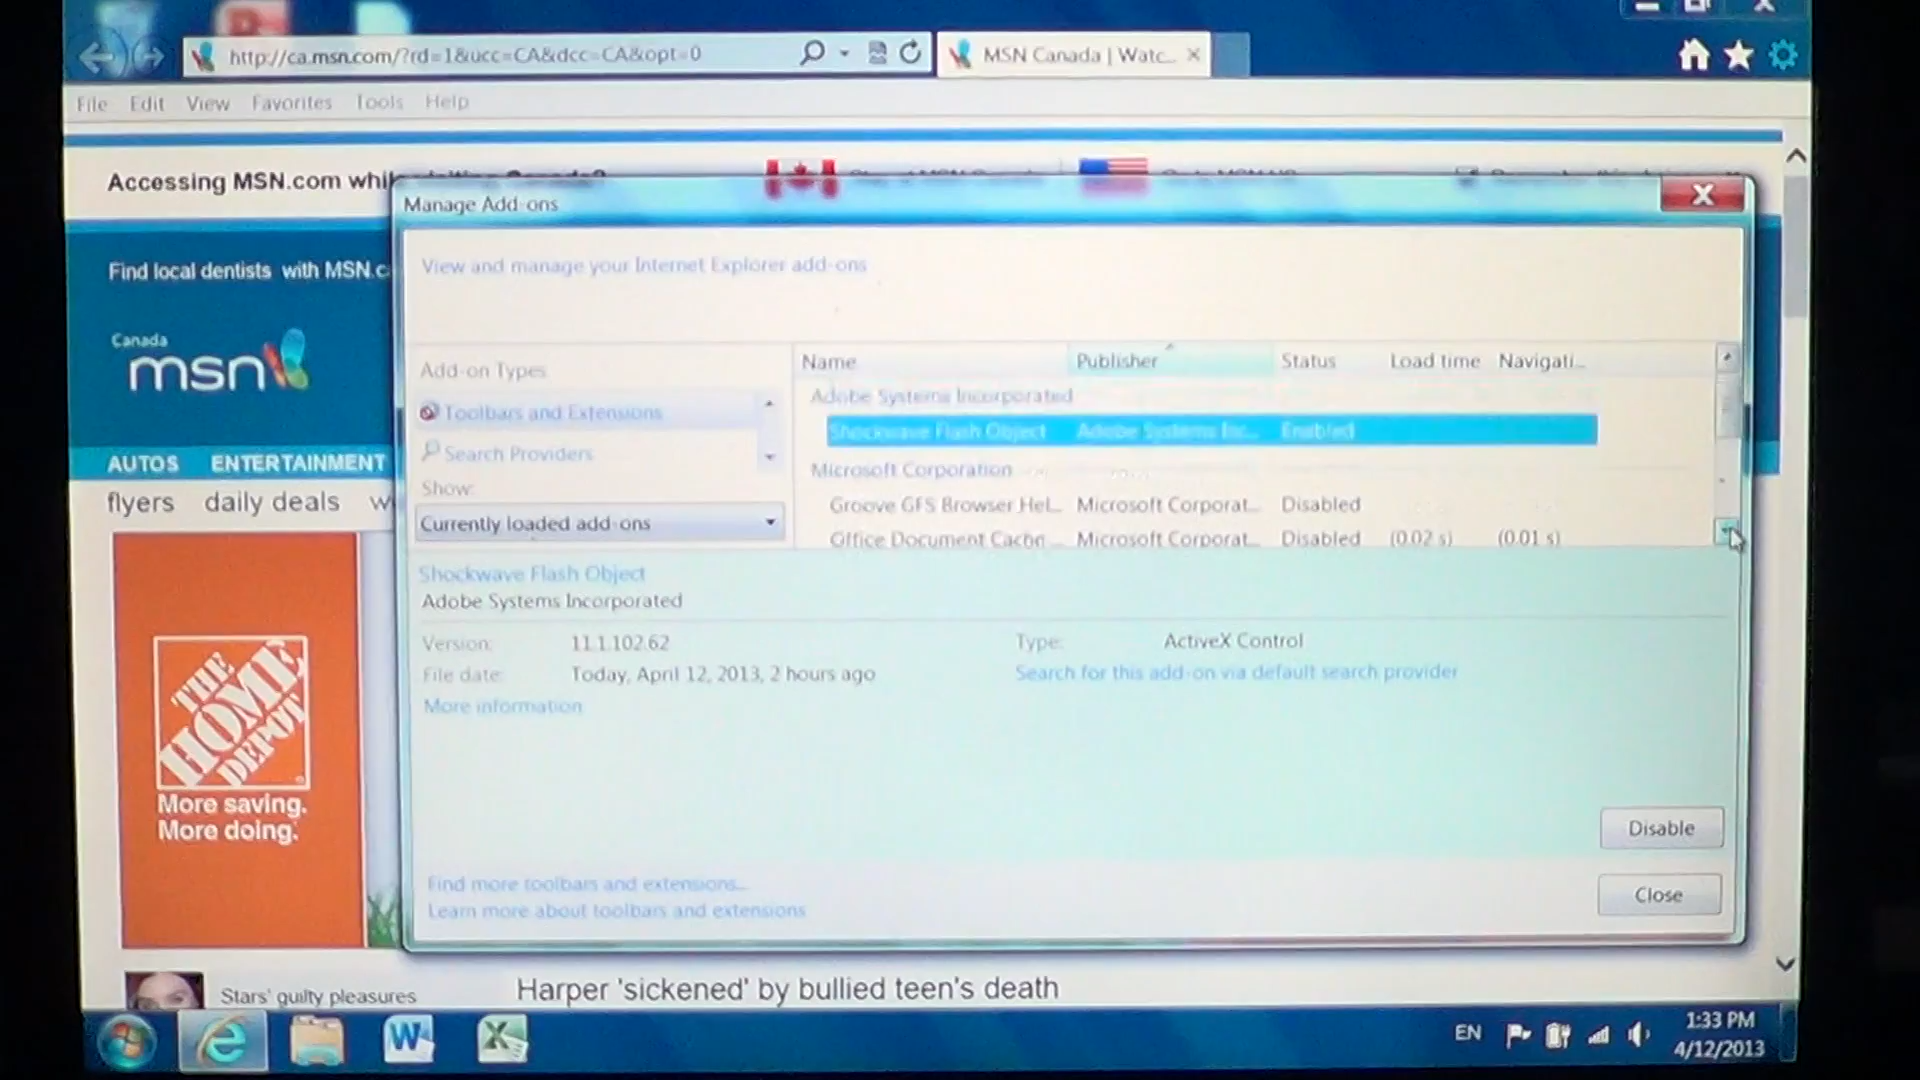 http://ca.msn.com/?rd=1&ucc=CA&dcc=CA&opt=0
MSN Canada | Watc...
File Edit View Favorites Tools Help
Accessing MSN.com
Manage Add-ons
View and manage your Internet Explorer add-ons
Find local dentists with MSN.c
Canada
msn
AUTOS ENTERTAINMENT
flyers daily deals
Add-on Types
Toolbars and Extensions
Search Providers
Show:
Currently loaded add-ons
Name Publisher Status Load time Navigati...
Adobe Systems Incorporated
Shockwave Flash Object Adobe Systems Inc... Enabled
Microsoft Corporation
Groove GFS Browser Hel... Microsoft Corporat... Disabled
Office Document Cache ... Microsoft Corporat... Disabled (0.02 s) (0.01 s)
Shockwave Flash Object
Adobe Systems Incorporated
Version: 11.1.102.62
Type: ActiveX Control
File date: Today, April 12, 2013, 2 hours ago
Search for this add-on via default search provider
More information
Disable
Find more toolbars and extensions...
Learn more about toolbars and extensions
Close
THE
HOME
DEPOT
More saving.
More doing.
Stars' guilty pleasures
Harper 'sickened' by bullied teen's death
EN
1:33 PM
4/12/2013